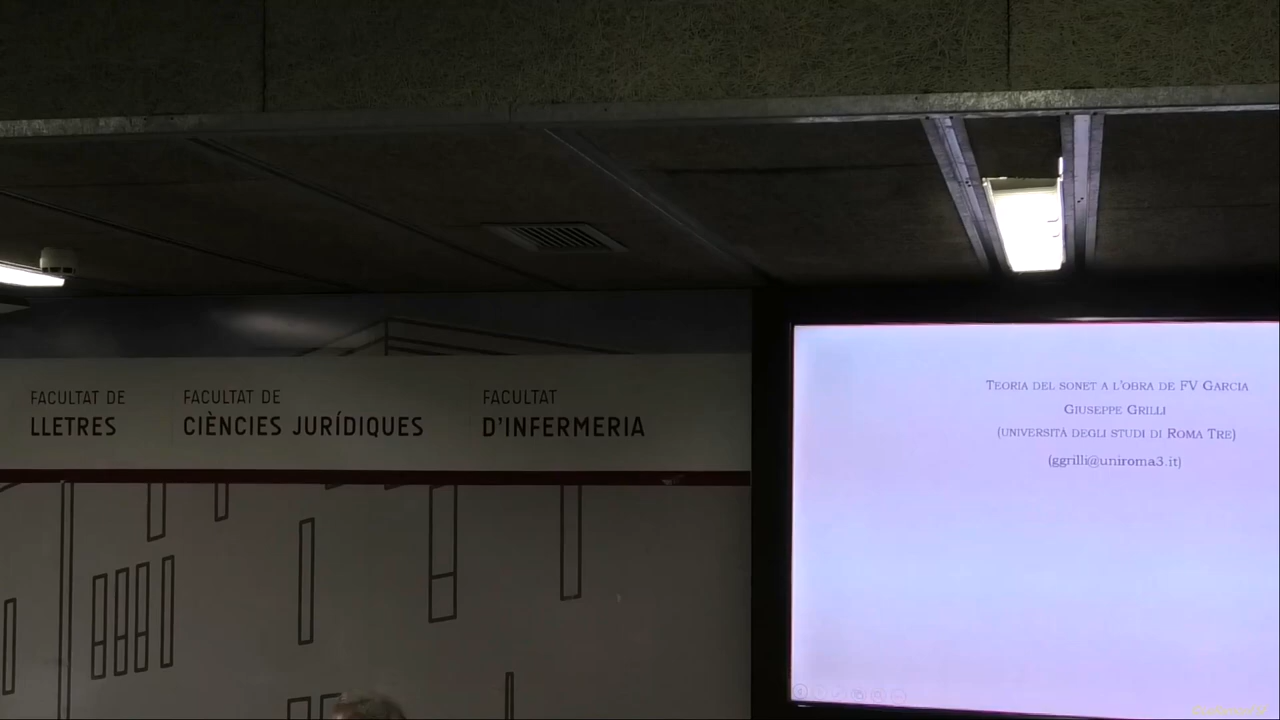 FACULTAT DE
LLETRES
FACULTAT DE
CIÈNCIES JURÍDIQUES
FACULTAT
D'INFERMERIA
TEORIA DEL SONET A L'OBRA DE FV GARCIA
GIUSEPPE GRILLI
(UNIVERSITÀ DEGLI STUDI DI ROMA TRE)
(ggrilli@uniroma3.it)